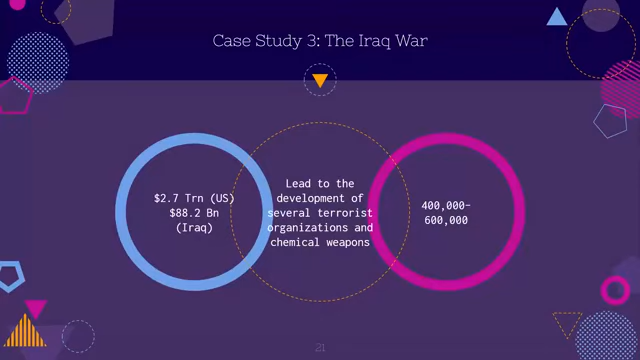 Case Study 3: The Iraq War
$2.7 Trn (US)
$88.2 Bn
(Iraq)
Lead to the
development of
several terrorist
organizations and
chemical weapons
400,000-
600,000
21